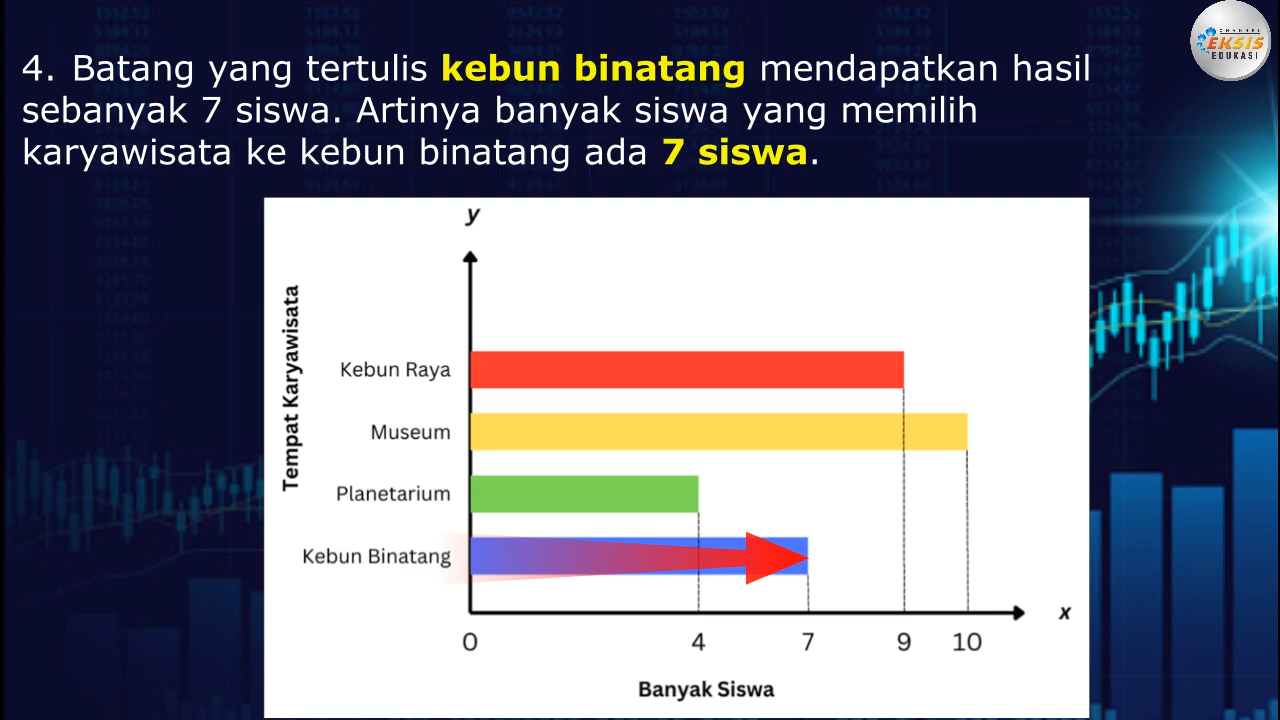 CHANNEL
EKSIS
EDUKASI
4. Batang yang tertulis kebun binatang mendapatkan hasil
sebanyak 7 siswa. Artinya banyak siswa yang memilih
karyawisata ke kebun binatang ada 7 siswa.
y
Tempat Karyawisata
Kebun Raya
Museum
Planetarium
Kebun Binatang
x
0 4 7 9 10
Banyak Siswa